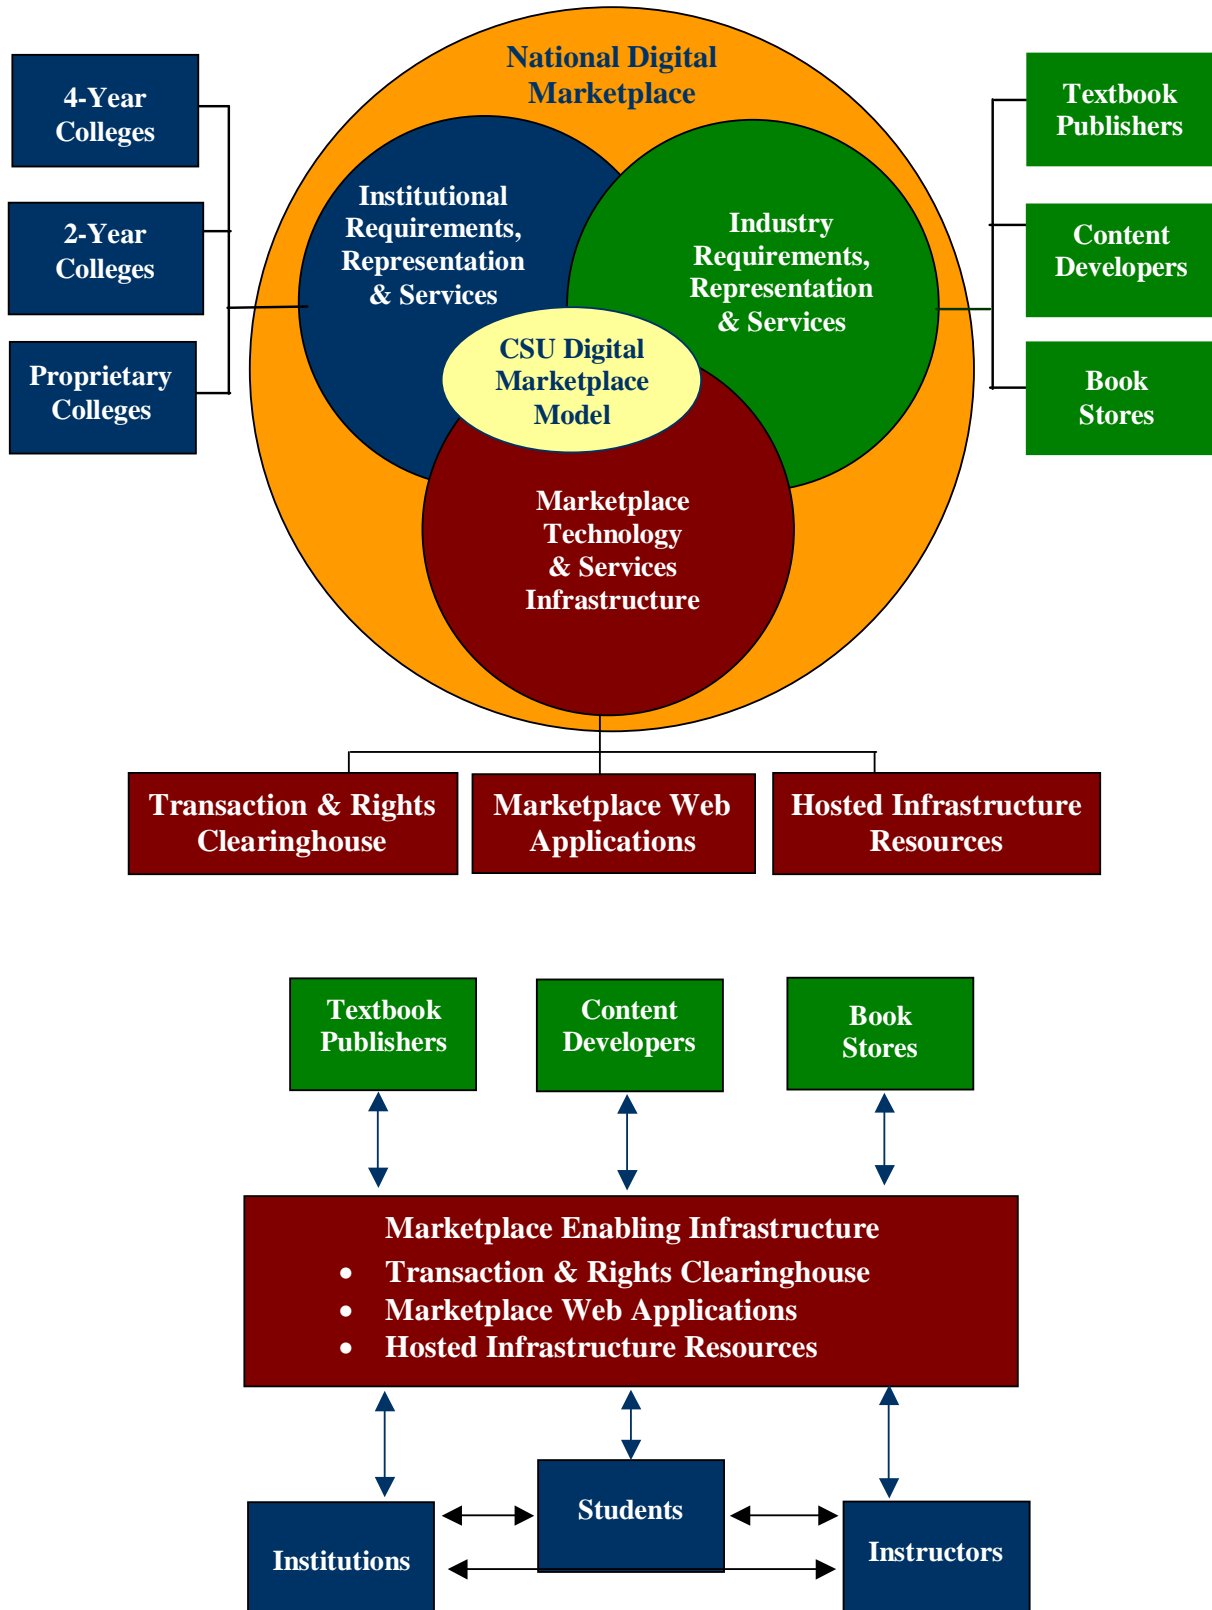 National Digital
Marketplace
4-Year
Colleges
2-Year
Colleges
Proprietary
Colleges
Institutional
Requirements,
Representation
& Services
Industry
Requirements,
Representation
& Services
CSU Digital
Marketplace
Model
Marketplace
Technology
& Services
Infrastructure
Textbook
Publishers
Content
Developers
Book
Stores
Transaction & Rights
Clearinghouse
Marketplace Web
Applications
Hosted Infrastructure
Resources
Textbook
Publishers
Content
Developers
Book
Stores
Marketplace Enabling Infrastructure
• Transaction & Rights Clearinghouse
• Marketplace Web Applications
• Hosted Infrastructure Resources
Institutions
Students
Instructors